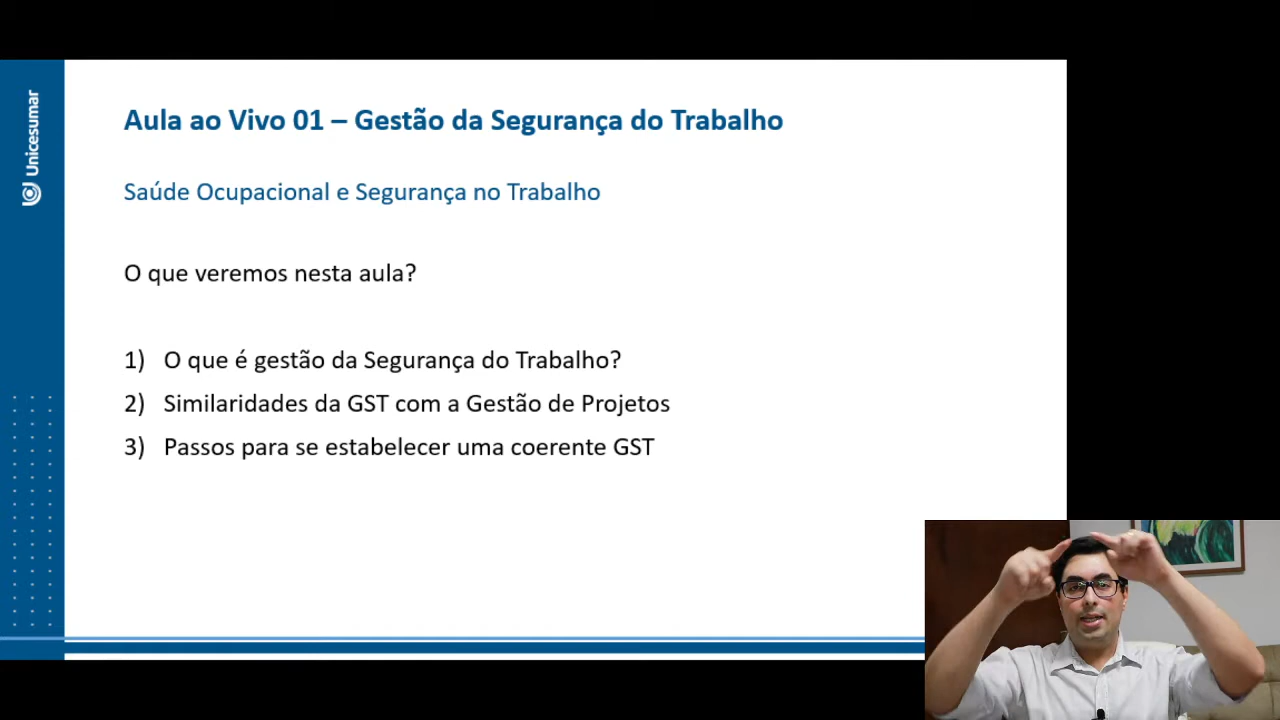 Unicesumar
Aula ao Vivo 01 – Gestão da Segurança do Trabalho
Saúde Ocupacional e Segurança no Trabalho
O que veremos nesta aula?
1) O que é gestão da Segurança do Trabalho?
2) Similaridades da GST com a Gestão de Projetos
3) Passos para se estabelecer uma coerente GST